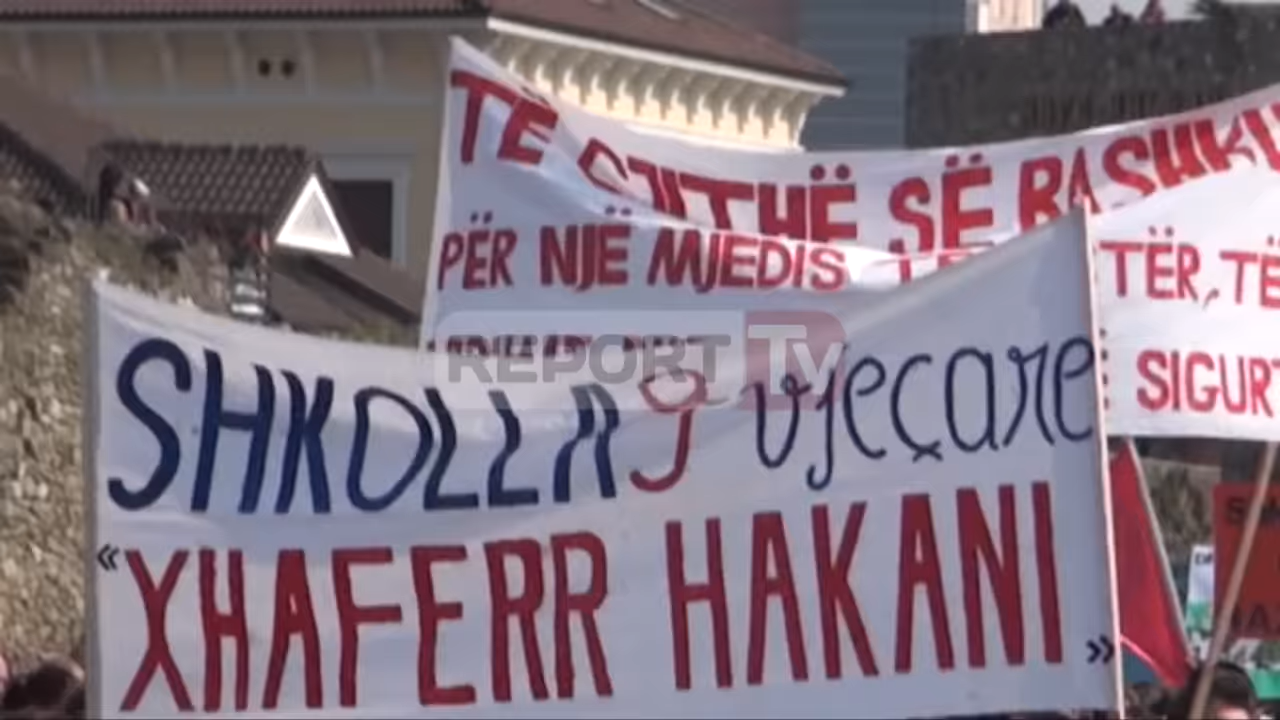 TË GJITHË SË BASHKU
PËR NJË MJEDIS
TËR, TË
SIGURT
REPORT TV
SHKOLLA 9 vjeçare
«XHAFERR HAKANI»